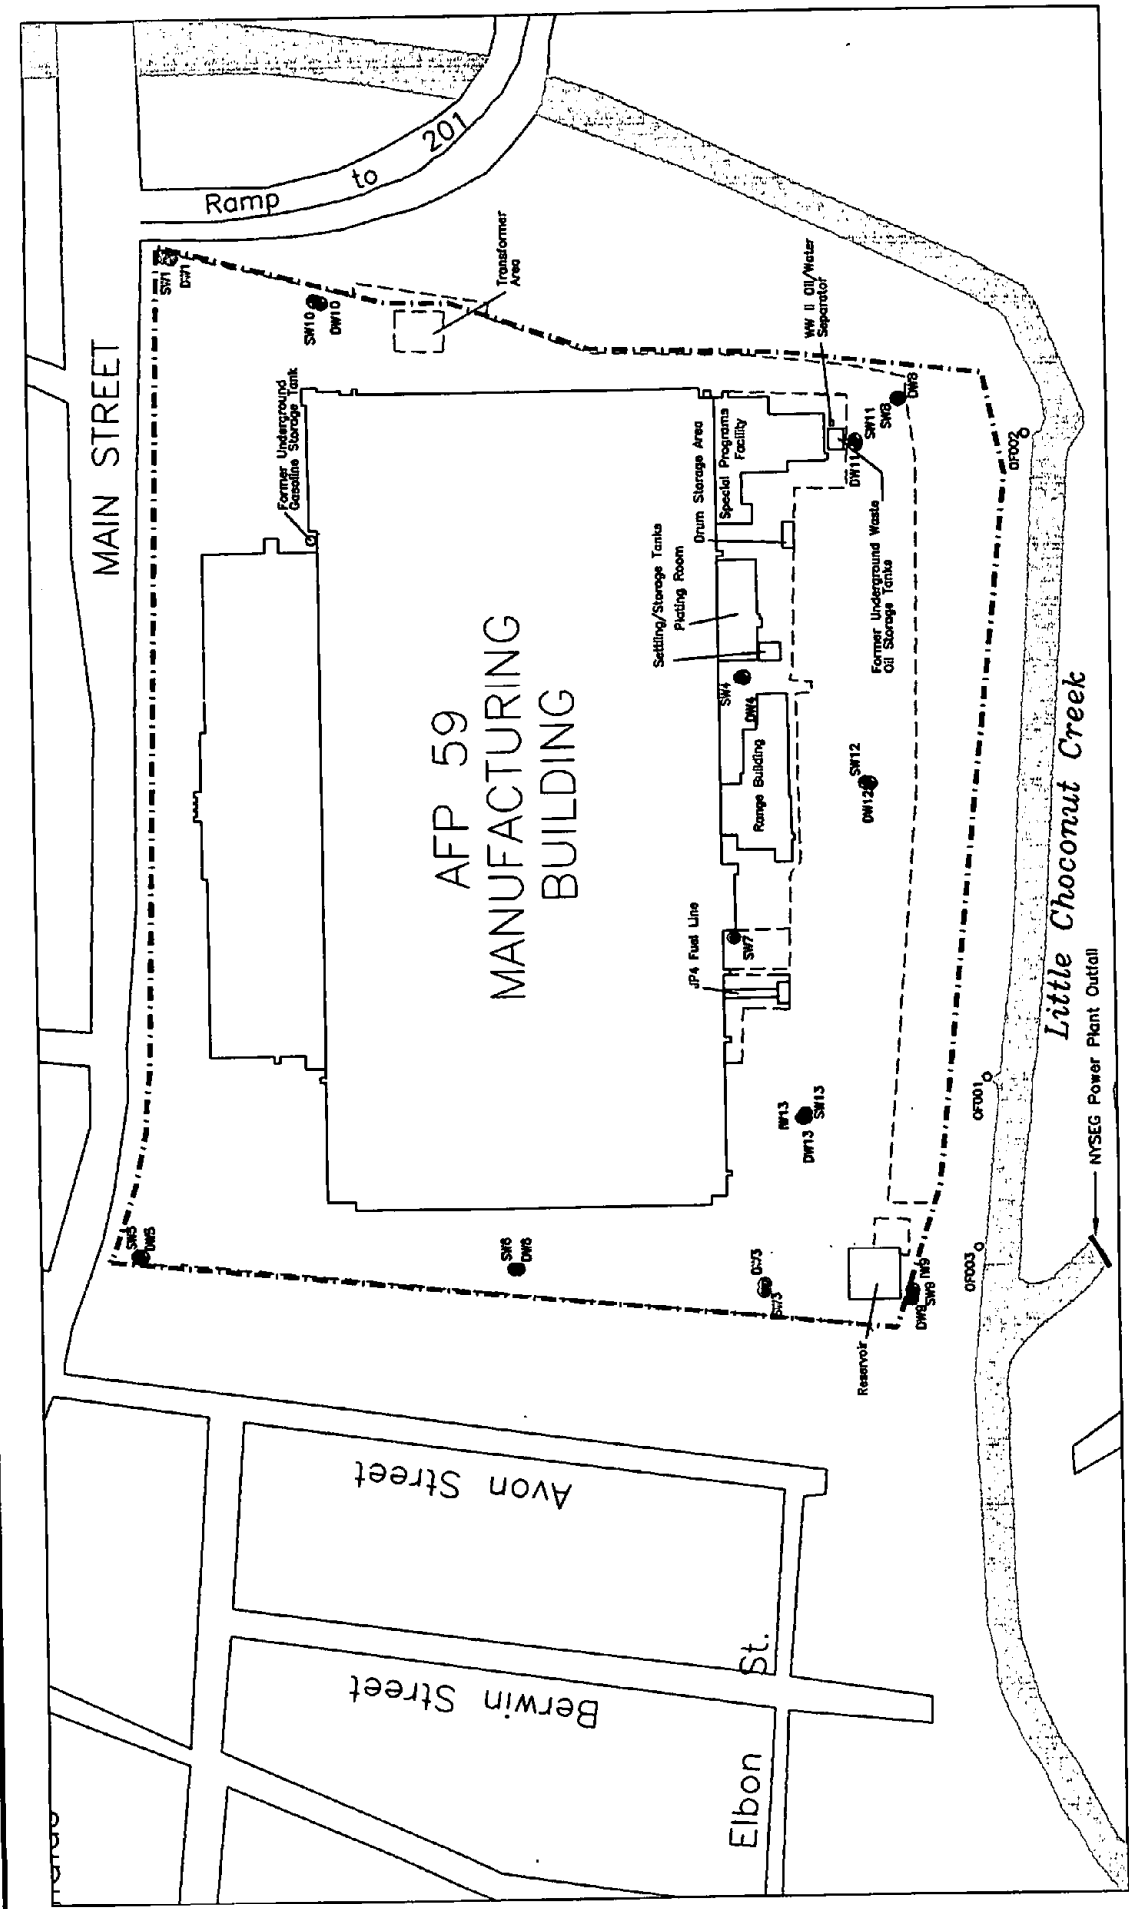 MAIN STREET
Ramp
to
201
SW1
DW1
SW10
DW10
Transformer
Area
Former Underground
Gasoline Storage Tank
AFP 59
MANUFACTURING
BUILDING
WW II Oil/Water
Separator
Special Programs
Facility
Drum Storage Area
Settling/Storage Tanks
Plating Room
SW8
DW8
SW11
DW11
Former Underground Waste
Oil Storage Tanks
SW4
DW4
Range Building
SW12
DW12
SW7
JP4 Fuel Line
DW13
SW13
SW5
DW5
SW6
SW3
Reservoir
DW9
SW9
IW9
OF002
OF001
OF003
Little Choconut Creek
NYSEG Power Plant Outfall
Avon Street
Berwin Street
Elbon St.